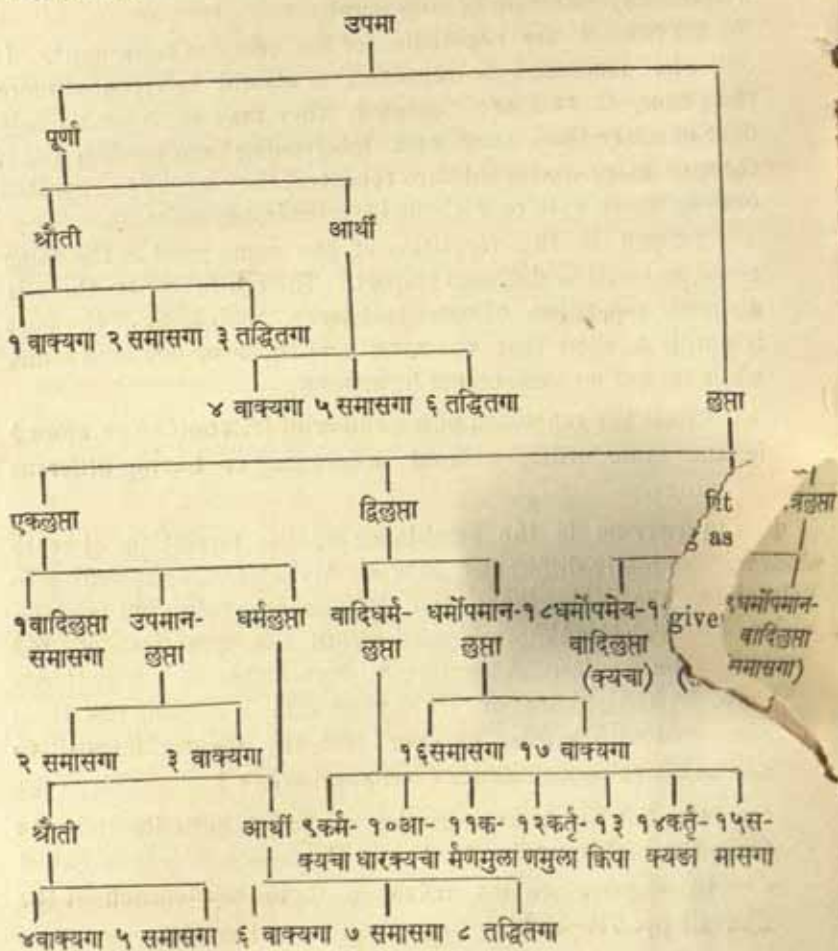 उपमा
पूर्णा
श्रौती आर्थी
१ वाक्यगा २ समासगा ३ तद्धितगा
४ वाक्यगा ५ समासगा ६ तद्धितगा लुप्ता
एकलुप्ता द्विलुप्ता fit त्रलुप्ता
g as
१वादिलुप्ता उपमान- धर्मलुप्ता वादिधर्म- धर्मोपमान- १८धर्मोपमेय- give ९धर्मोपमान-
समासगा लुप्ता लुप्ता लुप्ता वादिलुप्ता वादिलुप्ता
(क्यचा) समासगा)
२ समासगा ३ वाक्यगा १६समासगा १७ वाक्यगा
श्रौती आर्थी ९कर्म- १०आ- ११क- १२कर्तृ- १३ १४कर्तृ- १५स-
क्यचा धारक्यचा र्मणमुला णमुला क्विपा क्यङा मासगा
४वाक्यगा ५ समासगा ६ वाक्यगा ७ समासगा ८ तद्धितगा